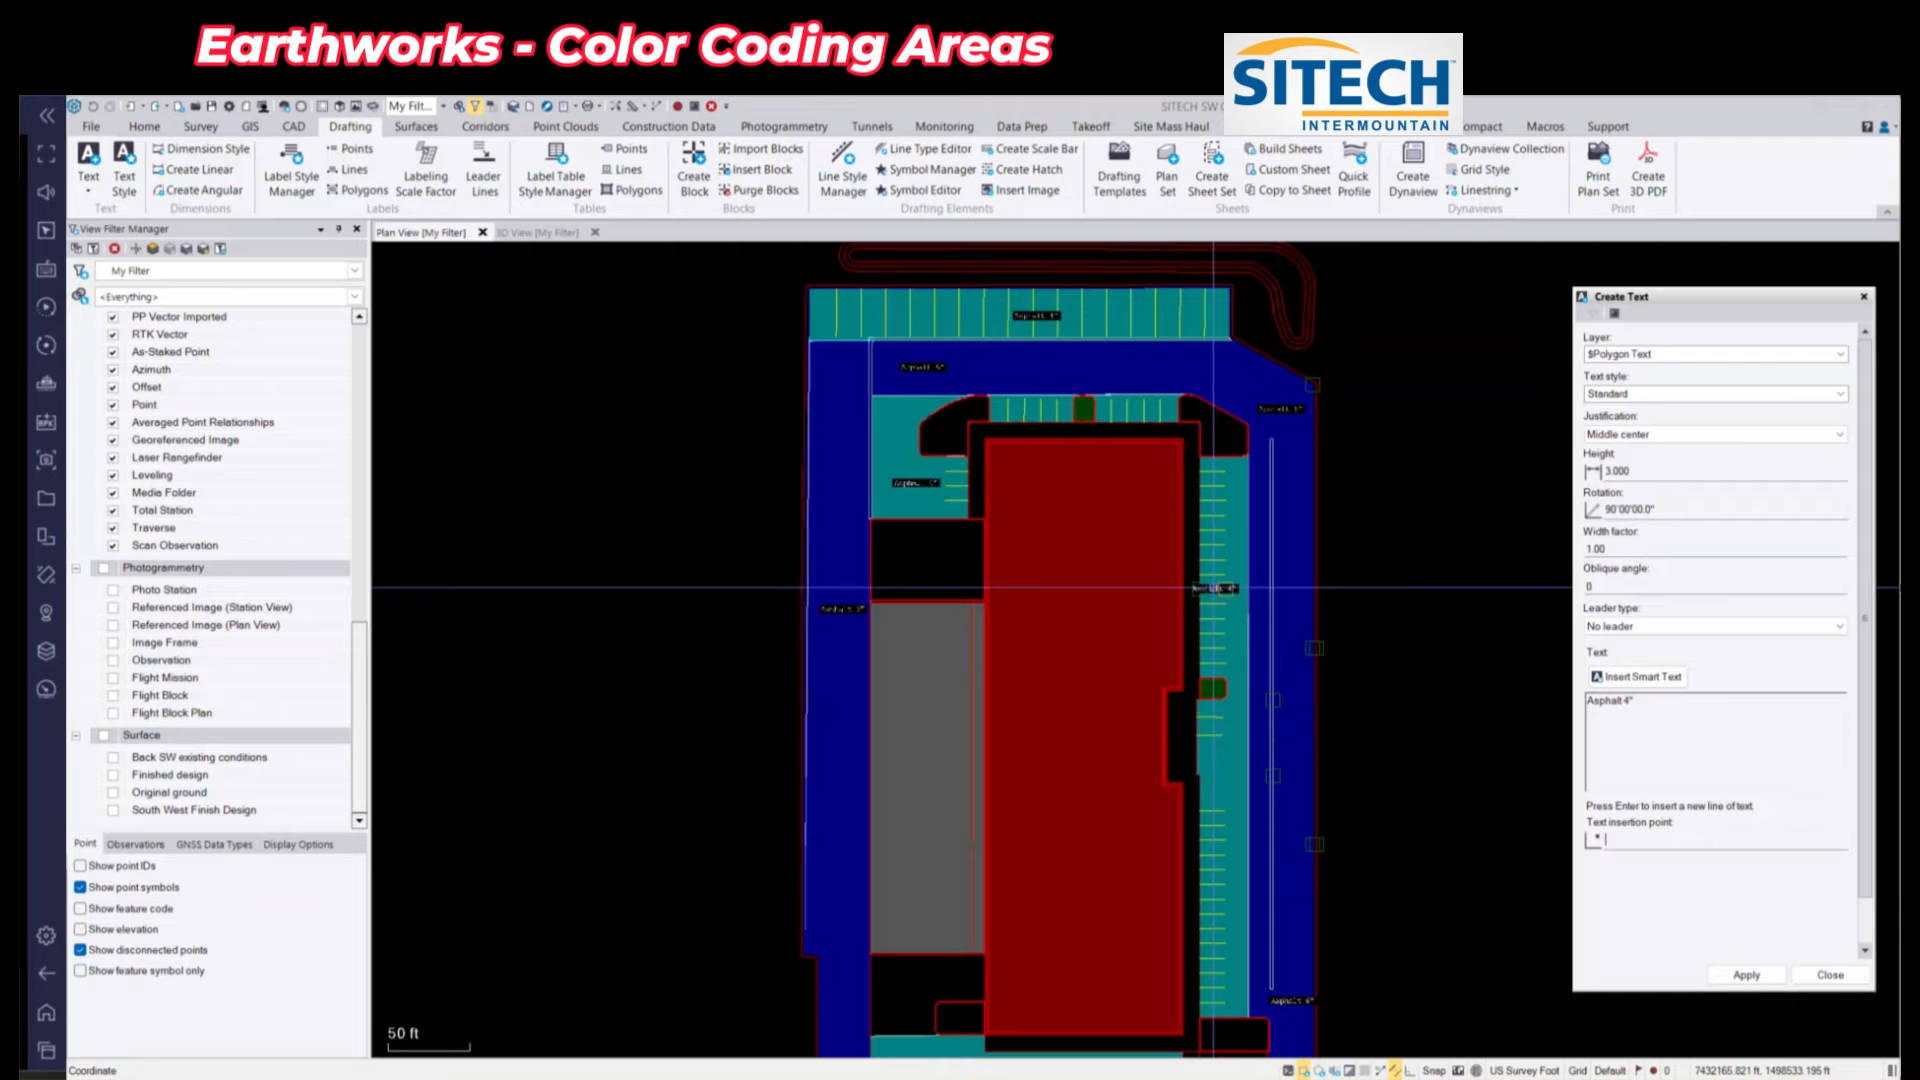 Earthworks - Color Coding Areas
SITECH
INTERMOUNTAIN
My Filt...
SITECH SW
File Home Survey GIS CAD Drafting Surfaces Corridors Point Clouds Construction Data Photogrammetry Tunnels Monitoring Data Prep Takeoff Site Mass Haul ompact Macros Support
Text
Text Style
Dimension Style
Create Linear
Create Angular
Label Style Manager
Points
Lines
Polygons
Labeling Scale Factor
Leader Lines
Label Table Style Manager
Points
Lines
Polygons
Create Block
Import Blocks
Insert Block
Purge Blocks
Line Style Manager
Line Type Editor
Symbol Manager
Symbol Editor
Create Scale Bar
Create Hatch
Insert Image
Drafting Templates
Plan Set
Create Sheet Set
Build Sheets
Custom Sheet
Copy to Sheet
Quick Profile
Create Dynaview
Dynaview Collection
Grid Style
Linestring
Print Plan Set
Create 3D PDF
Text Dimensions Labels Tables Blocks Drafting Elements Sheets Dynaviews Print
View Filter Manager
Plan View [My Filter] 3D View [My Filter]
My Filter
<Everything>
PP Vector Imported
RTK Vector
As-Staked Point
Azimuth
Offset
Point
Averaged Point Relationships
Georeferenced Image
Laser Rangefinder
Leveling
Media Folder
Total Station
Traverse
Scan Observation
Photogrammetry
Photo Station
Referenced Image (Station View)
Referenced Image (Plan View)
Image Frame
Observation
Flight Mission
Flight Block
Flight Block Plan
Surface
Back SW existing conditions
Finished design
Original ground
South West Finish Design
Point Observations GNSS Data Types Display Options
Show point IDs
Show point symbols
Show feature code
Show elevation
Show disconnected points
Show feature symbol only
50 ft
Asphalt 4"
Create Text
Layer:
$Polygon Text
Text style:
Standard
Justification:
Middle center
Height:
3.000
Rotation:
90°00'00.0"
Width factor:
1.00
Oblique angle:
0
Leader type:
No leader
Text:
Insert Smart Text
Asphalt 4"
Press Enter to insert a new line of text.
Text insertion point:
Apply Close
Coordinate
Snap US Survey Foot Grid Default 0 7432165.821 ft, 1498533.195 ft